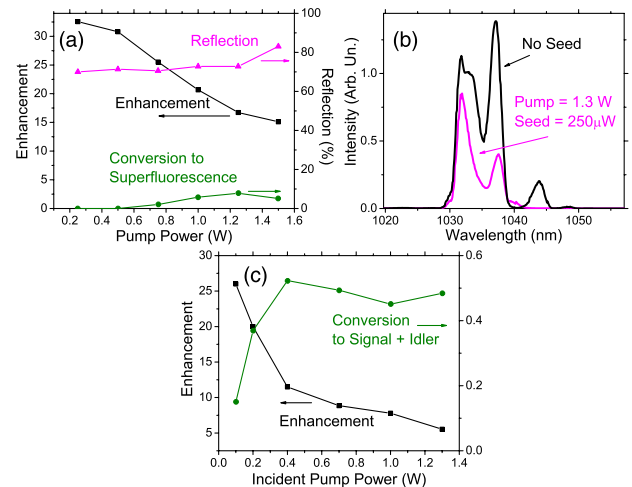 (a)
Reflection
Enhancement
Conversion to
Superfluorescence
Enhancement
Reflection (%)
Pump Power (W)
0 5 10 15 20 25 30
0 20 40 60 80 100
0.2 0.4 0.6 0.8 1.0 1.2 1.4 1.6
(b)
No Seed
Pump = 1.3 W
Seed = 250μW
Intensity (Arb. Un.)
0.0 0.5 1.0
1020 1030 1040 1050
Wavelength (nm)
(c)
Conversion
to Signal + Idler
Enhancement
Enhancement
5 10 15 20 25 30
0.0 0.2 0.4 0.6
0.0 0.2 0.4 0.6 0.8 1.0 1.2 1.4
Incident Pump Power (W)